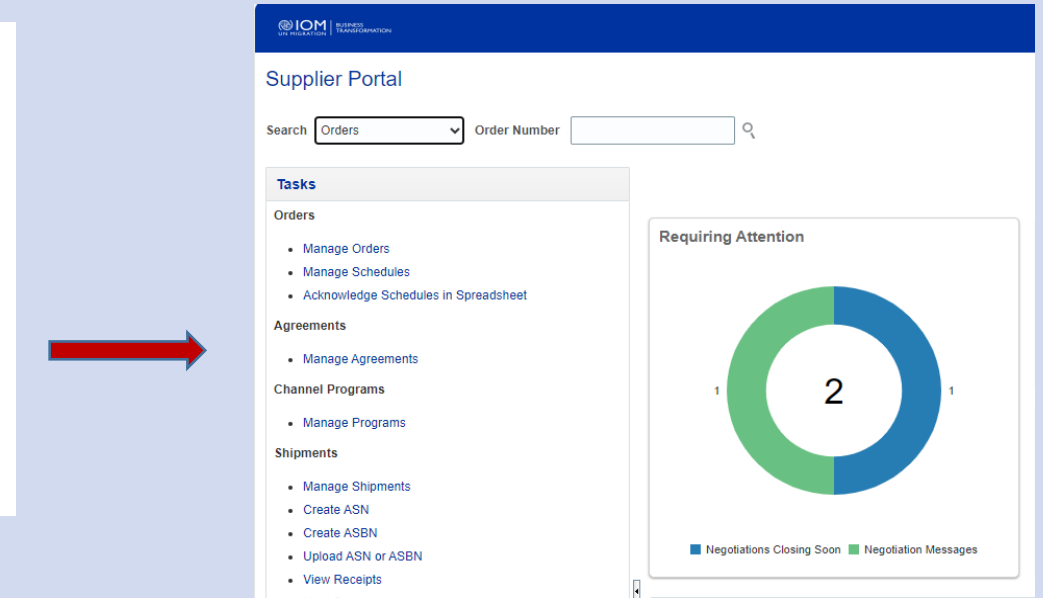 IOM
UN MIGRATION
BUSINESS
TRANSFORMATION
Supplier Portal
Search Orders Order Number
Tasks
Orders
Manage Orders
Manage Schedules
Acknowledge Schedules in Spreadsheet
Agreements
Manage Agreements
Channel Programs
Manage Programs
Shipments
Manage Shipments
Create ASN
Create ASBN
Upload ASN or ASBN
View Receipts
Requiring Attention
1 2 1
Negotiations Closing Soon Negotiation Messages